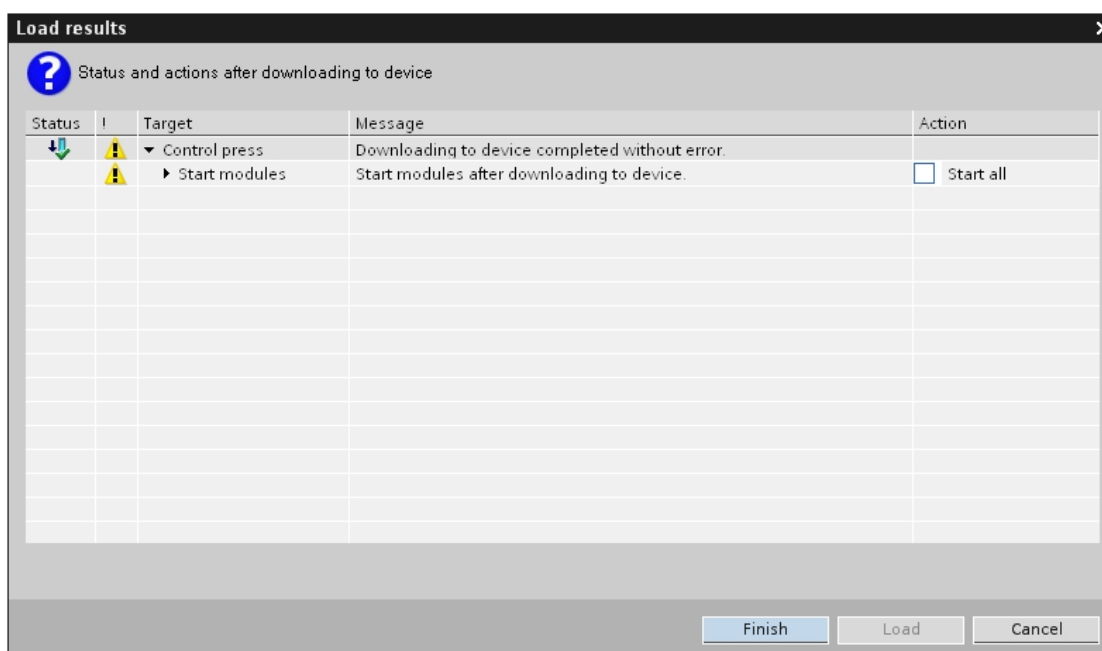 Load results
Status and actions after downloading to device
Status ! Target Message Action
Control press Downloading to device completed without error.
Start modules Start modules after downloading to device. Start all
Finish Load Cancel